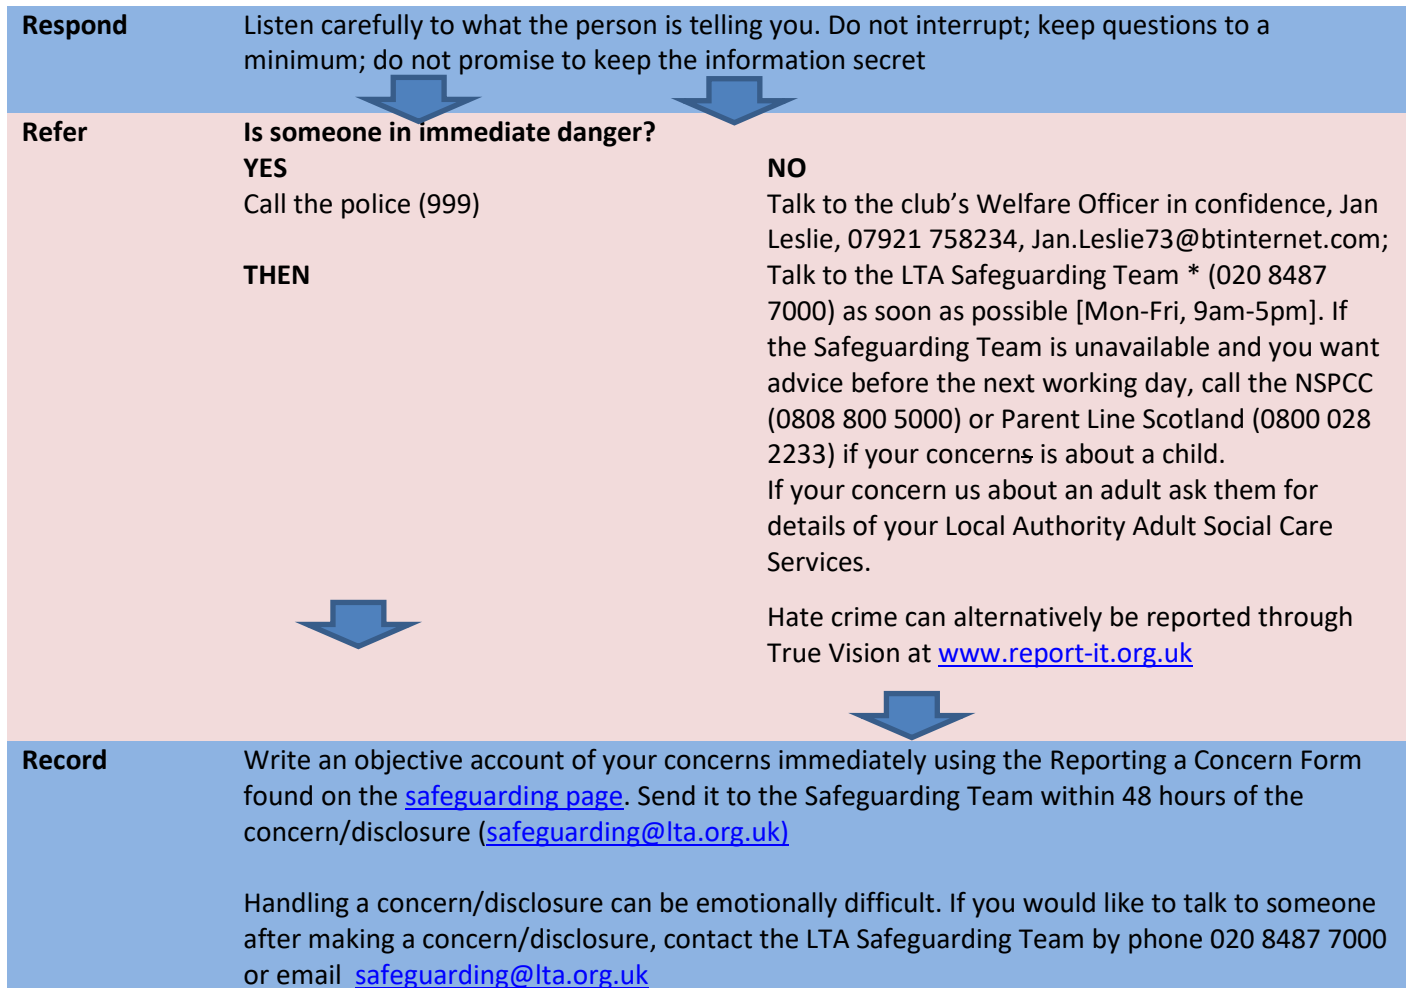 Respond
Listen carefully to what the person is telling you. Do not interrupt; keep questions to a
minimum; do not promise to keep the information secret
Refer
Is someone in immediate danger?
YES
Call the police (999)
THEN
NO
Talk to the club’s Welfare Officer in confidence, Jan
Leslie, 07921 758234, Jan.Leslie73@btinternet.com;
Talk to the LTA Safeguarding Team * (020 8487
7000) as soon as possible [Mon-Fri, 9am-5pm]. If
the Safeguarding Team is unavailable and you want
advice before the next working day, call the NSPCC
(0808 800 5000) or Parent Line Scotland (0800 028
2233) if your concerns is about a child.
If your concern us about an adult ask them for
details of your Local Authority Adult Social Care
Services.
Hate crime can alternatively be reported through
True Vision at www.report-it.org.uk
Record
Write an objective account of your concerns immediately using the Reporting a Concern Form
found on the safeguarding page. Send it to the Safeguarding Team within 48 hours of the
concern/disclosure (safeguarding@lta.org.uk)
Handling a concern/disclosure can be emotionally difficult. If you would like to talk to someone
after making a concern/disclosure, contact the LTA Safeguarding Team by phone 020 8487 7000
or email safeguarding@lta.org.uk